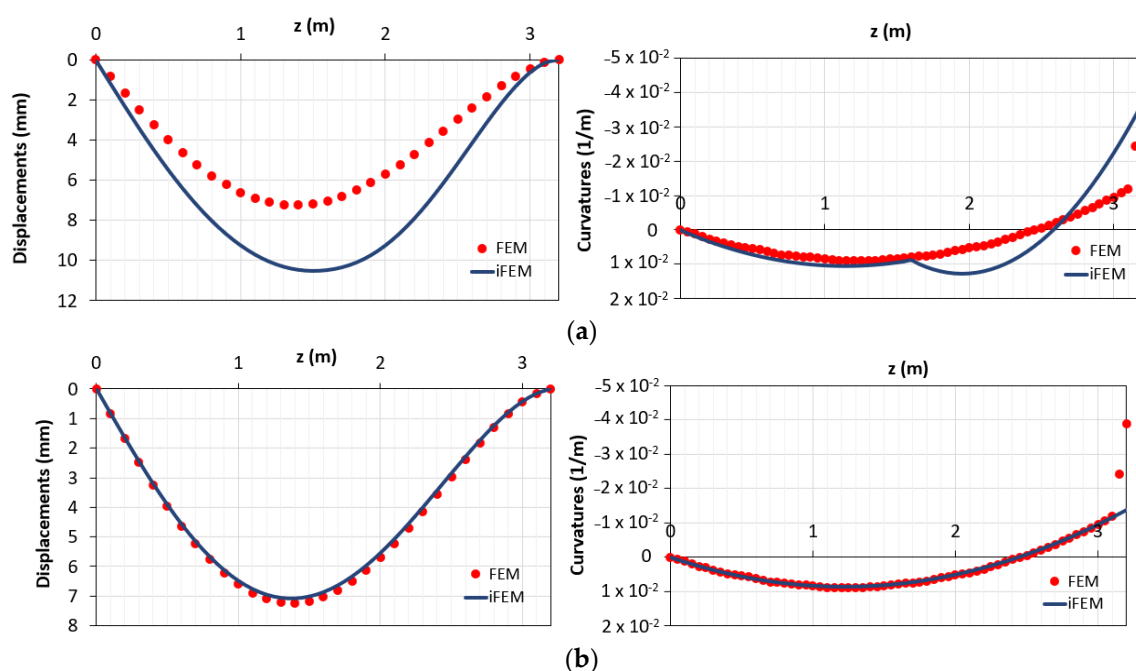 z (m)
0 1 2 3
Displacements (mm)
0
2
4
6
8
10
12
FEM
iFEM
z (m)
Curvatures (1/m)
−5 x 10⁻²
−4 x 10⁻²
−3 x 10⁻²
−2 x 10⁻²
−1 x 10⁻²
0
1 x 10⁻²
2 x 10⁻²
0 1 2 3
FEM
iFEM
(a)
0 1 z (m) 2 3
Displacements (mm)
0
1
2
3
4
5
6
7
8
FEM
iFEM
z (m)
Curvatures (1/m)
−5 x 10⁻²
−4 x 10⁻²
−3 x 10⁻²
−2 x 10⁻²
−1 x 10⁻²
0
1 x 10⁻²
2 x 10⁻²
0 1 2 3
FEM
iFEM
(b)